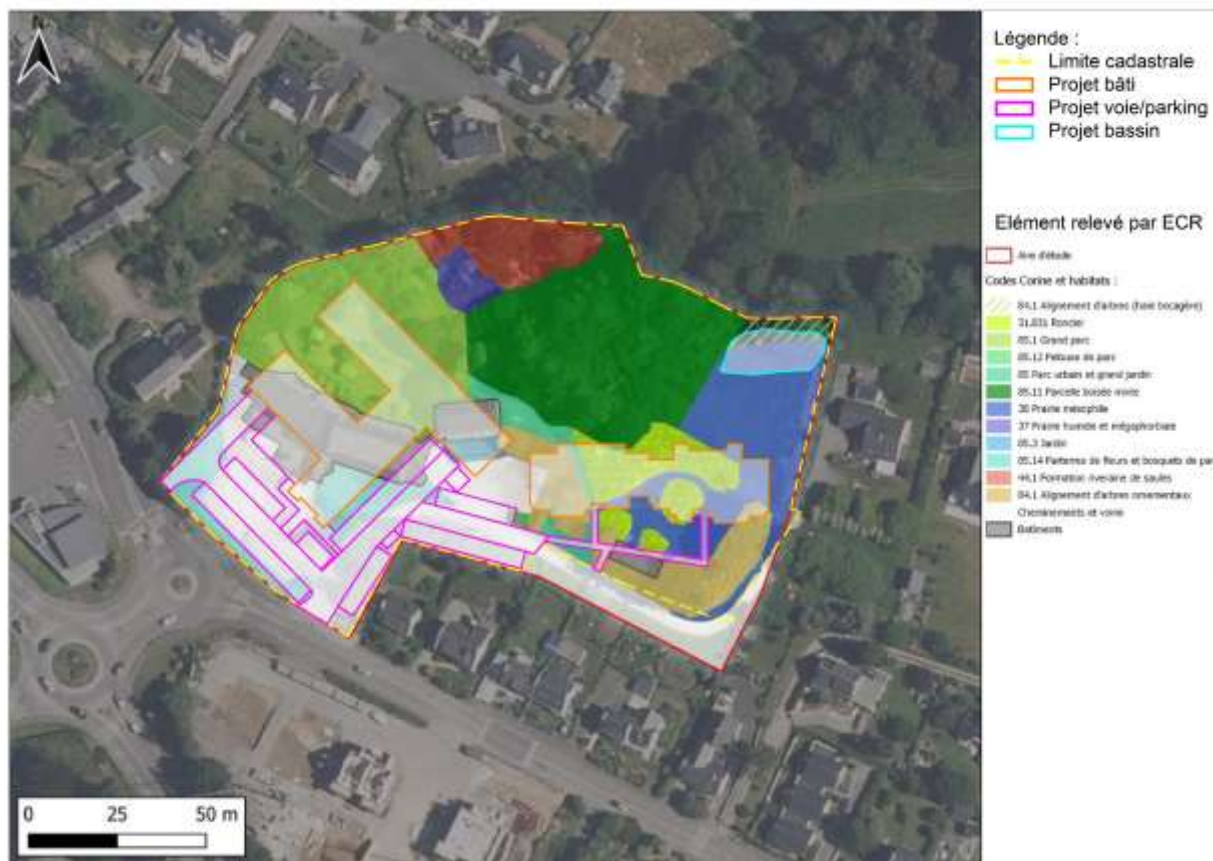 N
Légende :
Limite cadastrale
Projet bâti
Projet voie/parking
Projet bassin
Elément relevé par ECR
Aire d'étude
Codes Corine et habitats :
84.1 Alignement d'arbres (haie bocagère)
31.831 Roncier
85.1 Grand parc
85.12 Pelouse de parc
85 Parc urbain et grand jardin
85.11 Parcelle boisée mixte
38 Prairie mésophile
37 Prairie humide et mégaphorbiaie
85.3 Jardin
85.14 Parterres de fleurs et bosquets de par
44.1 Formation riveraine de saules
84.1 Alignement d'arbres ornementaux
Cheminements et voirie
Batiments
0 25 50 m